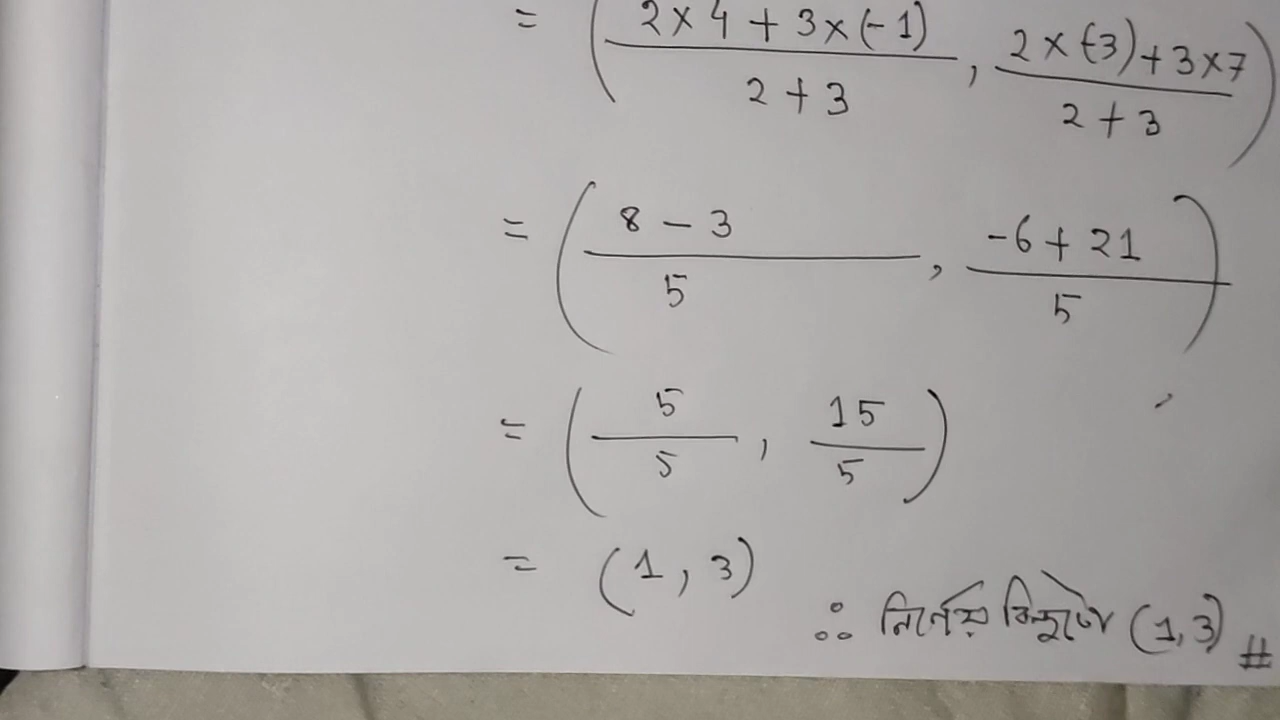 = ( 2 x 4 + 3 x (-1) / 2 + 3 , 2 x (-3) + 3 x 7 / 2 + 3 )
= ( 8 - 3 / 5 , -6 + 21 / 5 )
= ( 5 / 5 , 15 / 5 )
= (1, 3)
∴ নির্ণেয় বিন্দুটি (1, 3) #